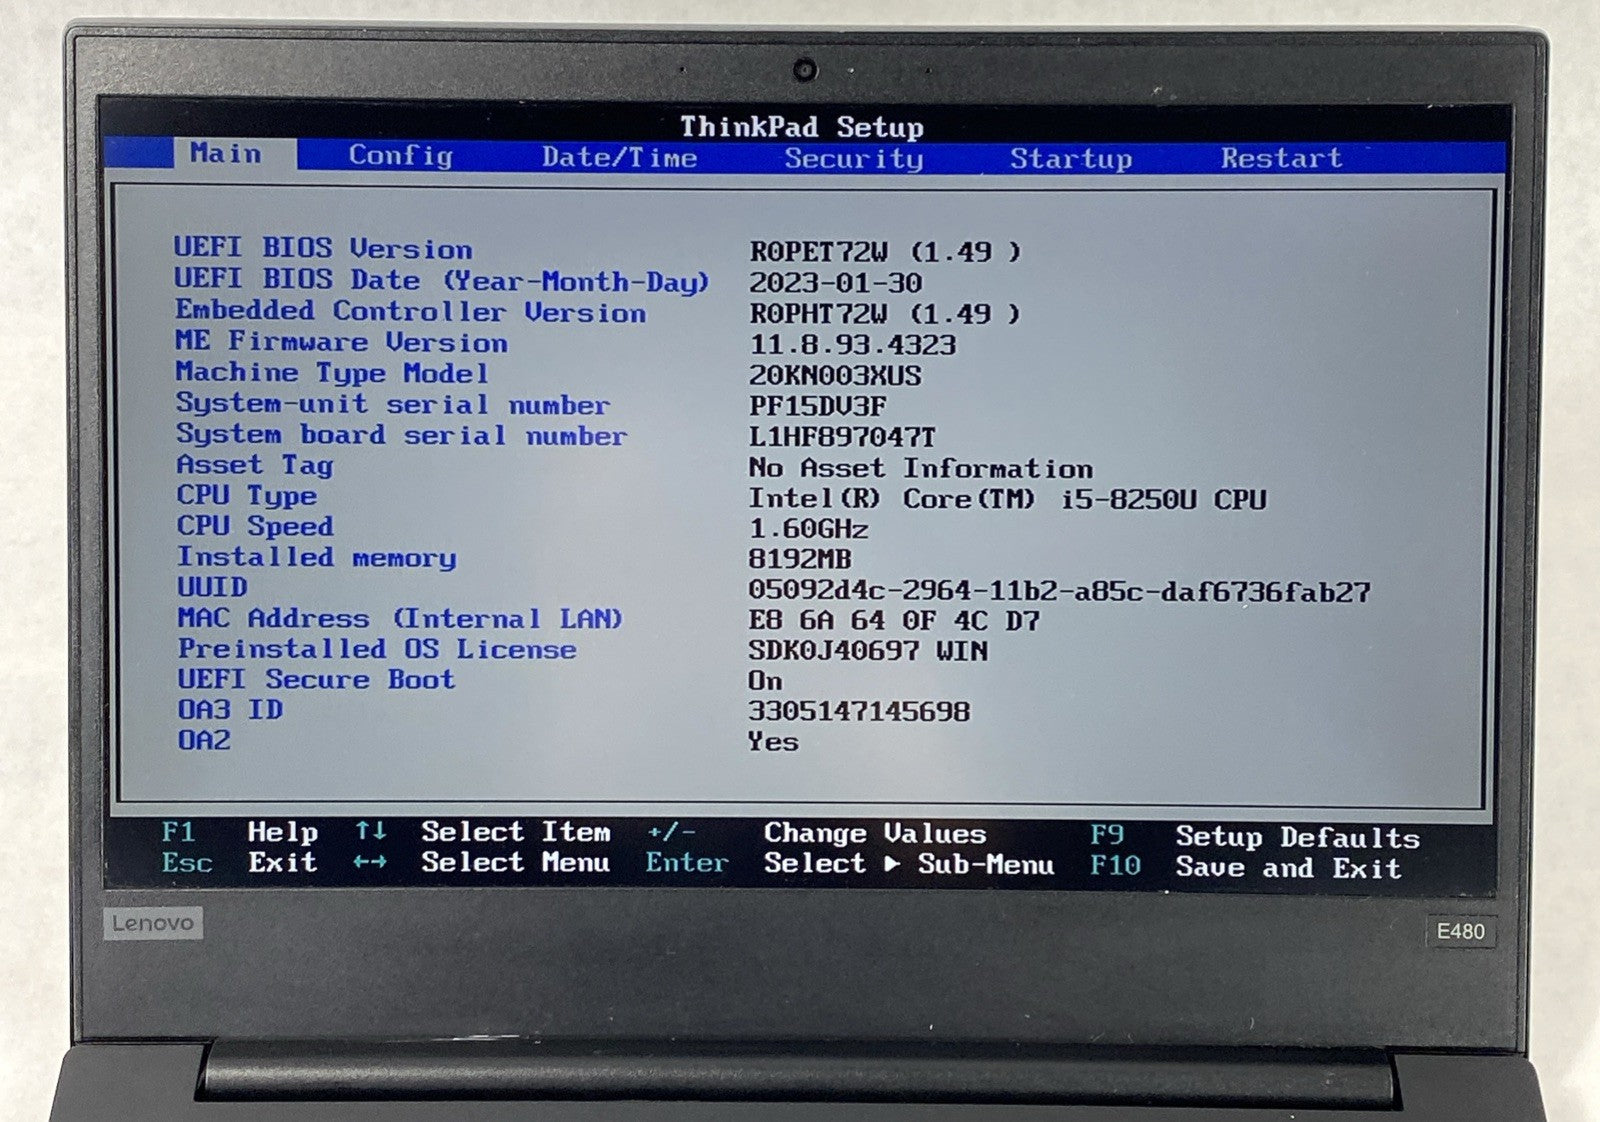 ThinkPad Setup
Main Config Date/Time Security Startup Restart
UEFI BIOS Version R0PET72W (1.49 )
UEFI BIOS Date (Year-Month-Day) 2023-01-30
Embedded Controller Version R0PHT72W (1.49 )
ME Firmware Version 11.8.93.4323
Machine Type Model 20KN003XUS
System-unit serial number PF15DV3F
System board serial number L1HF897047T
Asset Tag No Asset Information
CPU Type Intel(R) Core(TM) i5-8250U CPU
CPU Speed 1.60GHz
Installed memory 8192MB
UUID 05092d4c-2964-11b2-a85c-daf6736fab27
MAC Address (Internal LAN) E8 6A 64 0F 4C D7
Preinstalled OS License SDK0J40697 WIN
UEFI Secure Boot On
OA3 ID 3305147145698
OA2 Yes
F1 Help ↑↓ Select Item +/- Change Values F9 Setup Defaults
Esc Exit ←→ Select Menu Enter Select ▶ Sub-Menu F10 Save and Exit
Lenovo E480